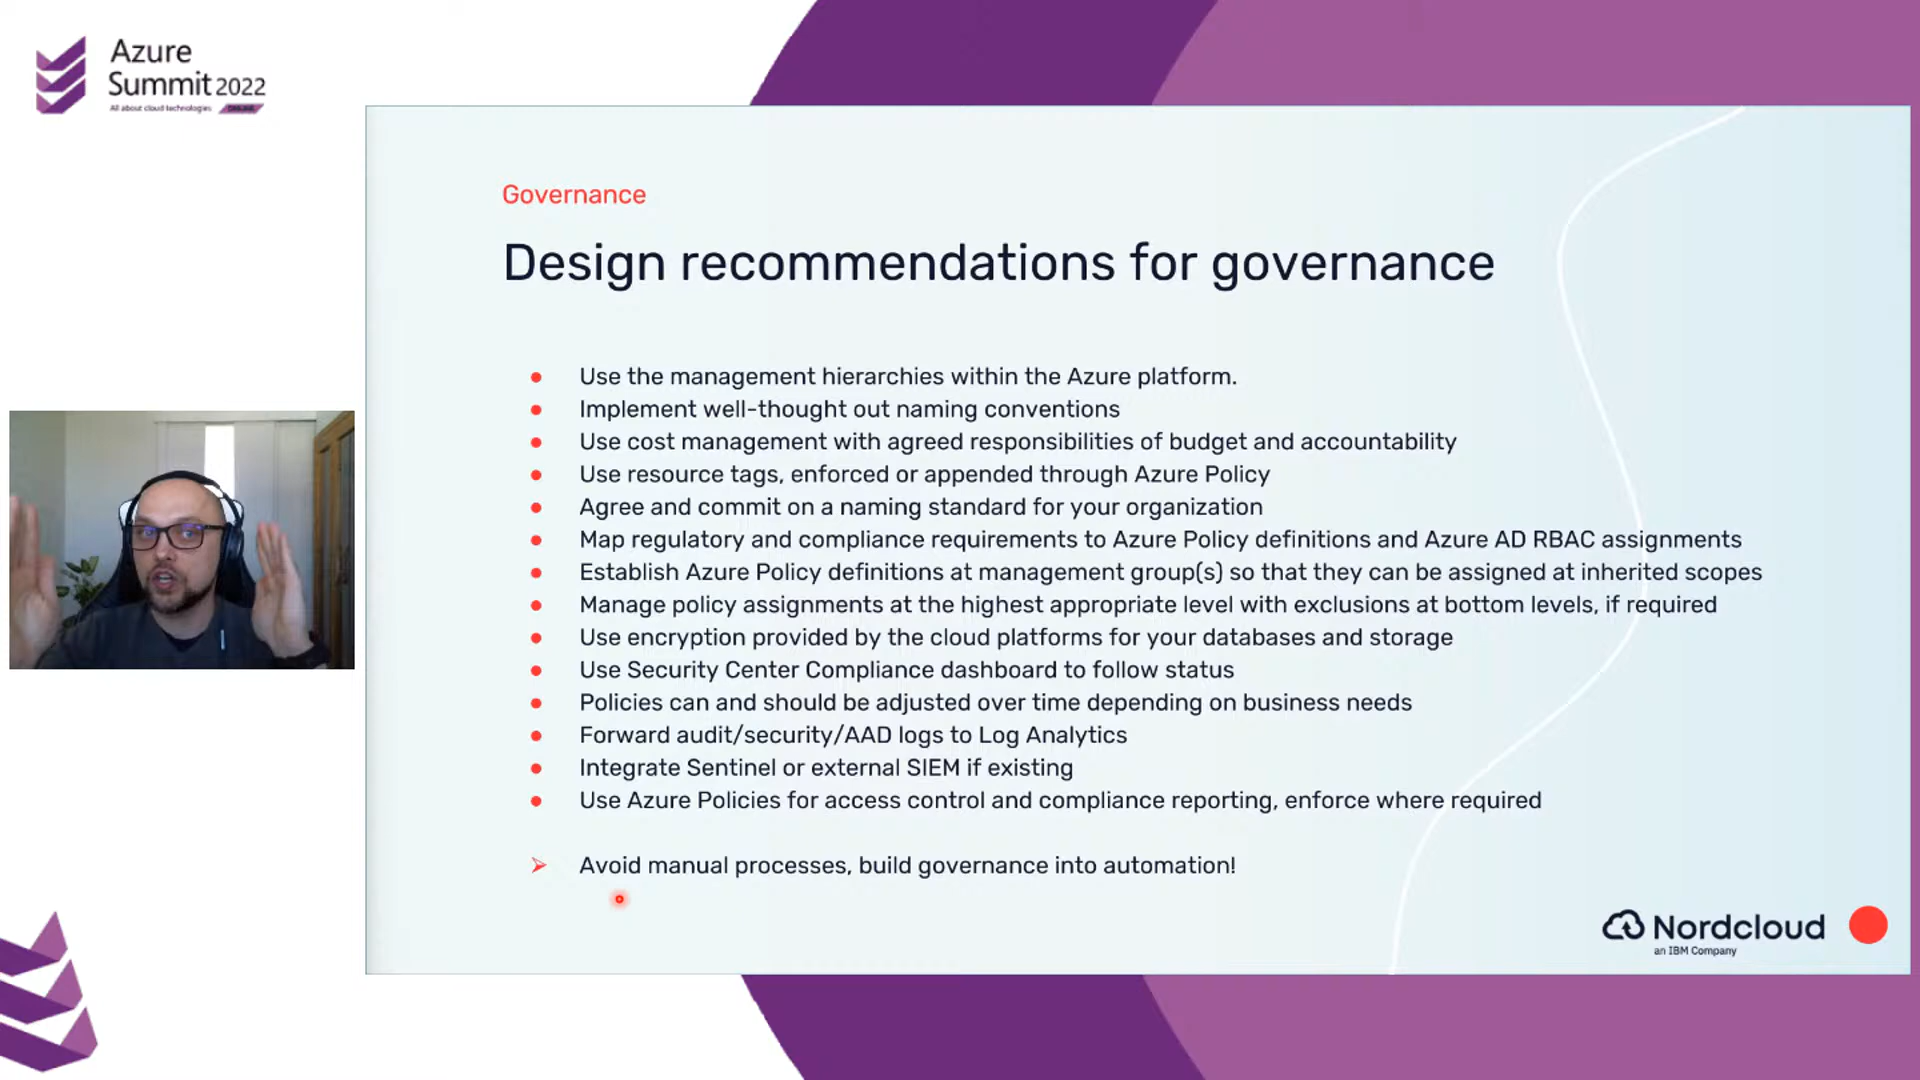 Azure
Summit 2022
All about cloud technologies ONLINE
Governance
Design recommendations for governance
Use the management hierarchies within the Azure platform.
Implement well-thought out naming conventions
Use cost management with agreed responsibilities of budget and accountability
Use resource tags, enforced or appended through Azure Policy
Agree and commit on a naming standard for your organization
Map regulatory and compliance requirements to Azure Policy definitions and Azure AD RBAC assignments
Establish Azure Policy definitions at management group(s) so that they can be assigned at inherited scopes
Manage policy assignments at the highest appropriate level with exclusions at bottom levels, if required
Use encryption provided by the cloud platforms for your databases and storage
Use Security Center Compliance dashboard to follow status
Policies can and should be adjusted over time depending on business needs
Forward audit/security/AAD logs to Log Analytics
Integrate Sentinel or external SIEM if existing
Use Azure Policies for access control and compliance reporting, enforce where required
Avoid manual processes, build governance into automation!
Nordcloud
an IBM Company